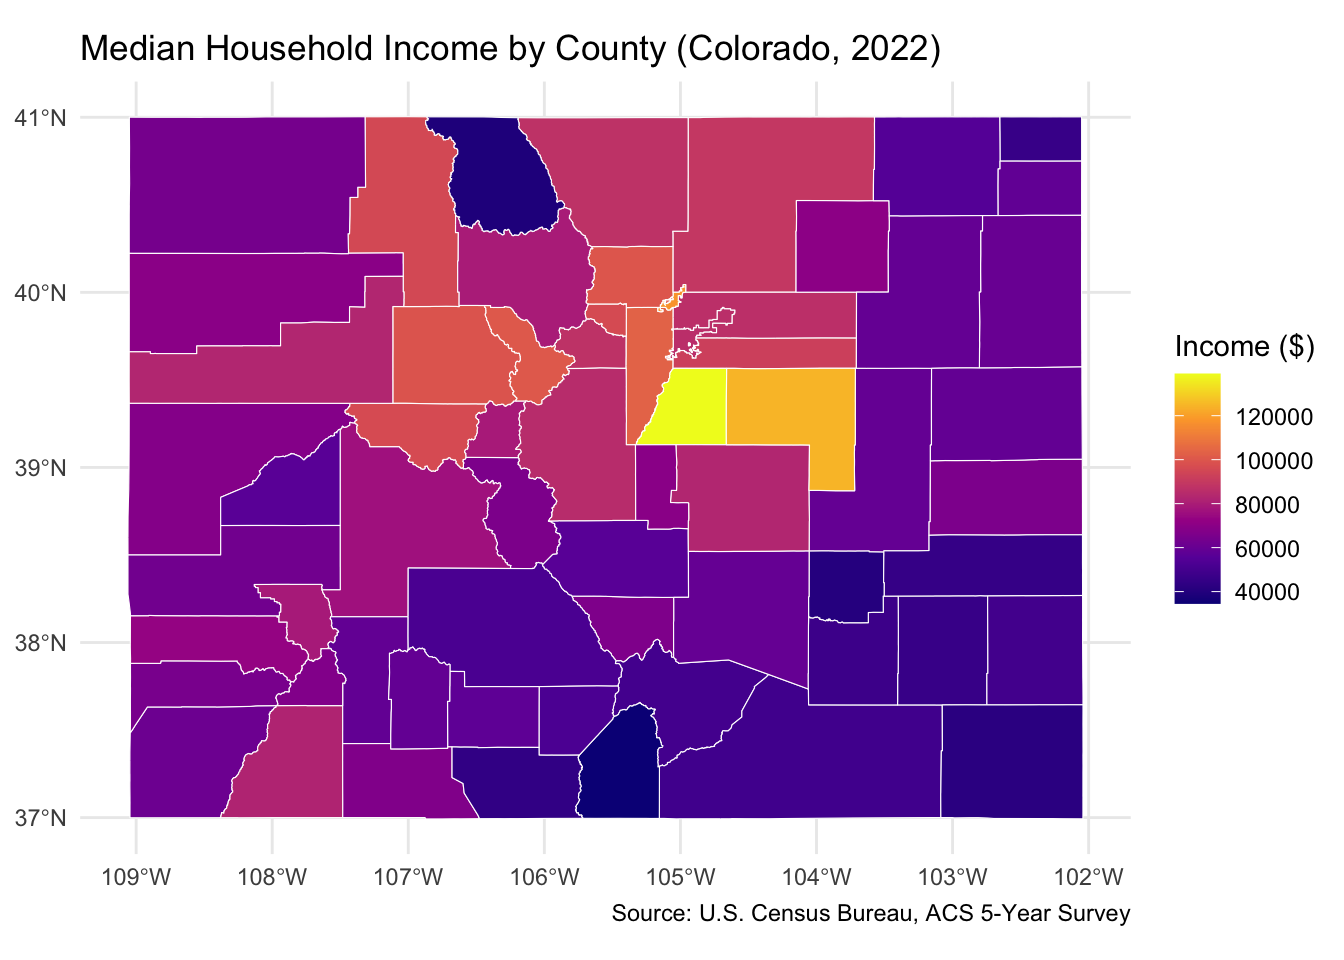 Median Household Income by County (Colorado, 2022)
41°N
40°N
39°N
38°N
37°N
109°W 108°W 107°W 106°W 105°W 104°W 103°W 102°W
Income ($)
120000
100000
80000
60000
40000
Source: U.S. Census Bureau, ACS 5-Year Survey